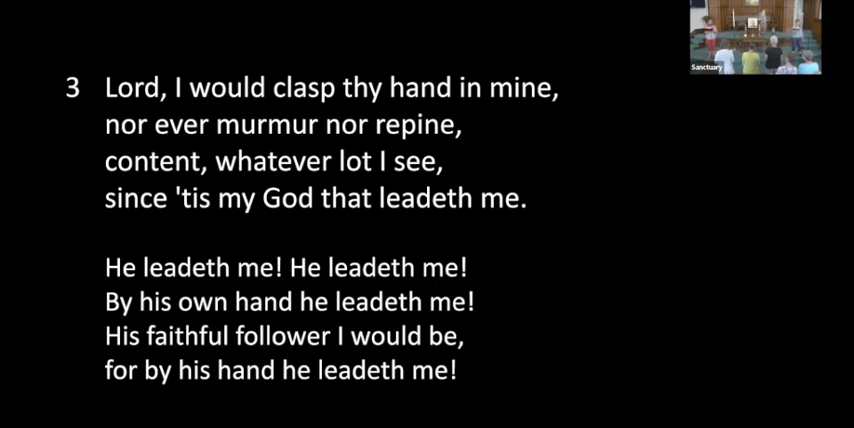 3 Lord, I would clasp thy hand in mine,
nor ever murmur nor repine,
content, whatever lot I see,
since 'tis my God that leadeth me.
He leadeth me! He leadeth me!
By his own hand he leadeth me!
His faithful follower I would be,
for by his hand he leadeth me!
Sanctuary